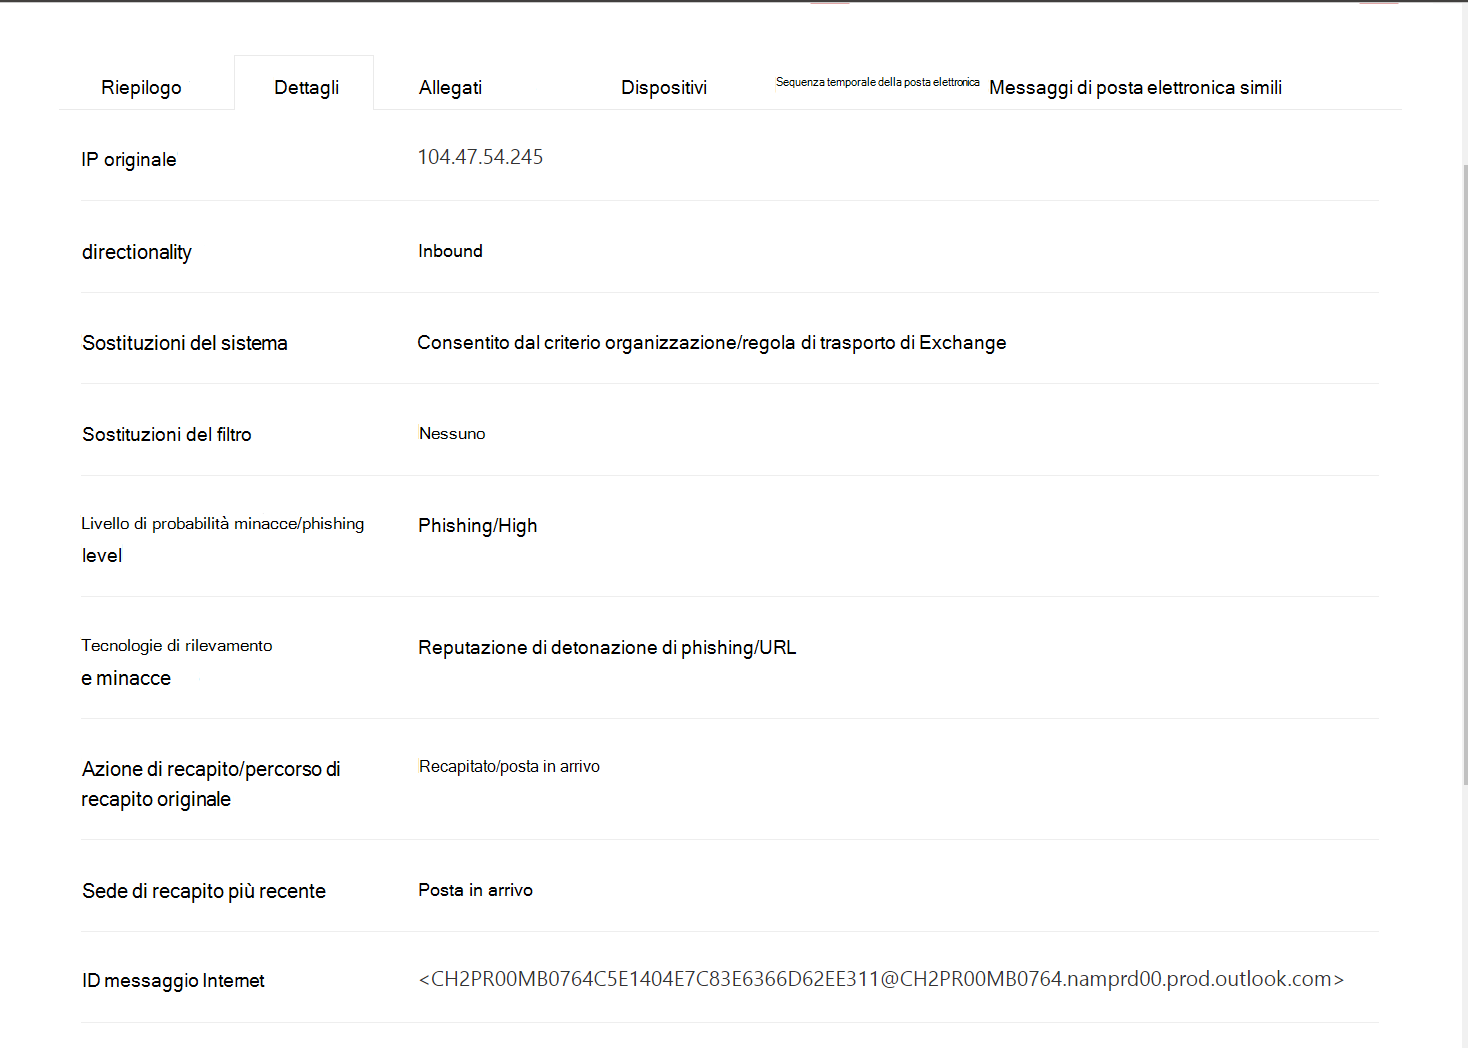 Riepilogo
Dettagli
Allegati
Dispositivi
Sequenza temporale della posta elettronica
Messaggi di posta elettronica simili
IP originale
104.47.54.245
directionality
Inbound
Sostituzioni del sistema
Consentito dal criterio organizzazione/regola di trasporto di Exchange
Sostituzioni del filtro
Nessuno
Livello di probabilità minacce/phishing
level
Phishing/High
Tecnologie di rilevamento
e minacce
Reputazione di detonazione di phishing/URL
Azione di recapito/percorso di
recapito originale
Recapitato/posta in arrivo
Sede di recapito più recente
Posta in arrivo
ID messaggio Internet
<CH2PR00MB0764C5E1404E7C83E6366D62EE311@CH2PR00MB0764.namprd00.prod.outlook.com>